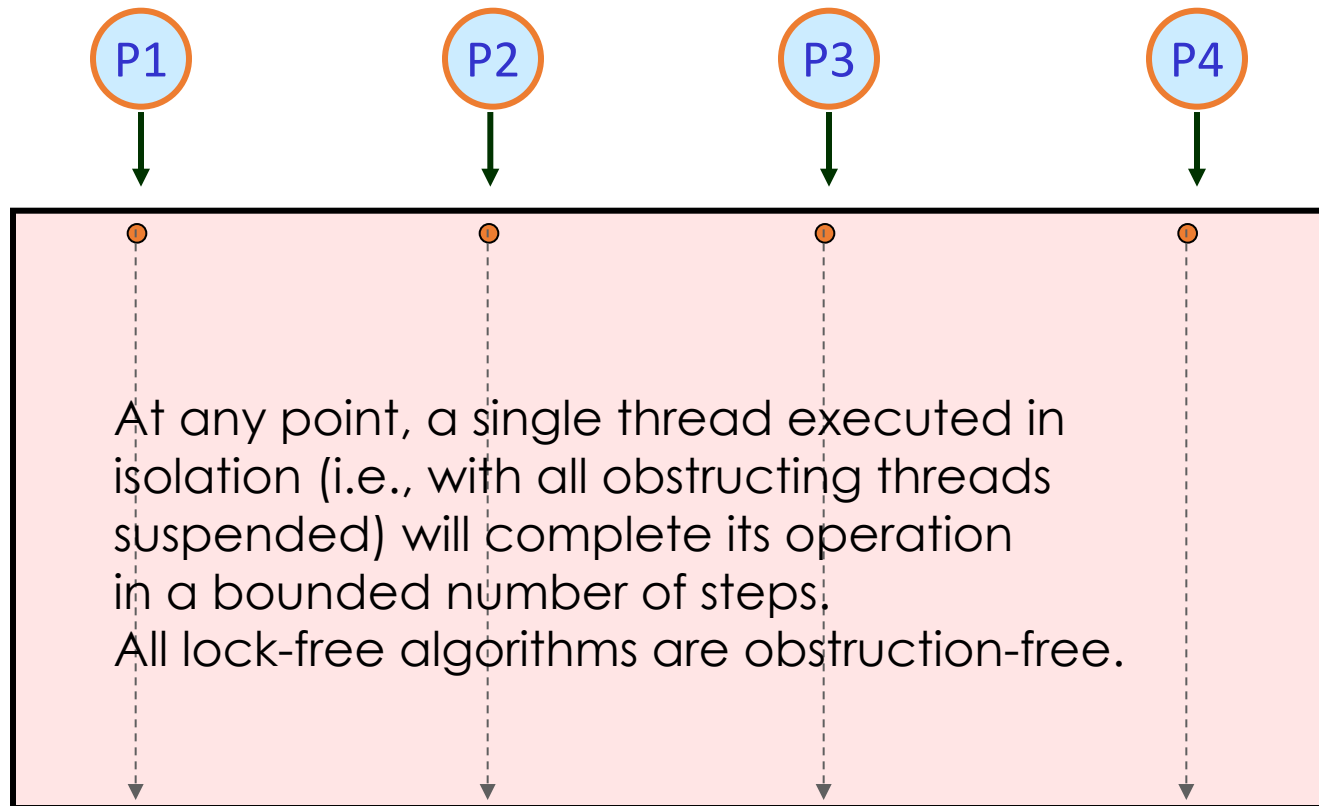 P1 P2 P3 P4
At any point, a single thread executed in
isolation (i.e., with all obstructing threads
suspended) will complete its operation
in a bounded number of steps.
All lock-free algorithms are obstruction-free.